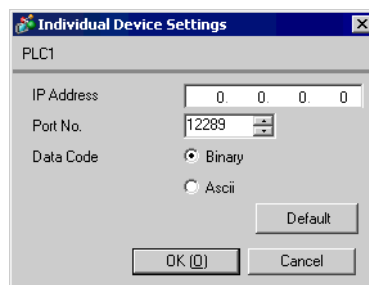 Individual Device Settings
PLC1
IP Address 0. 0. 0. 0
Port No. 12289
Data Code Binary
Ascii
Default
OK (O) Cancel